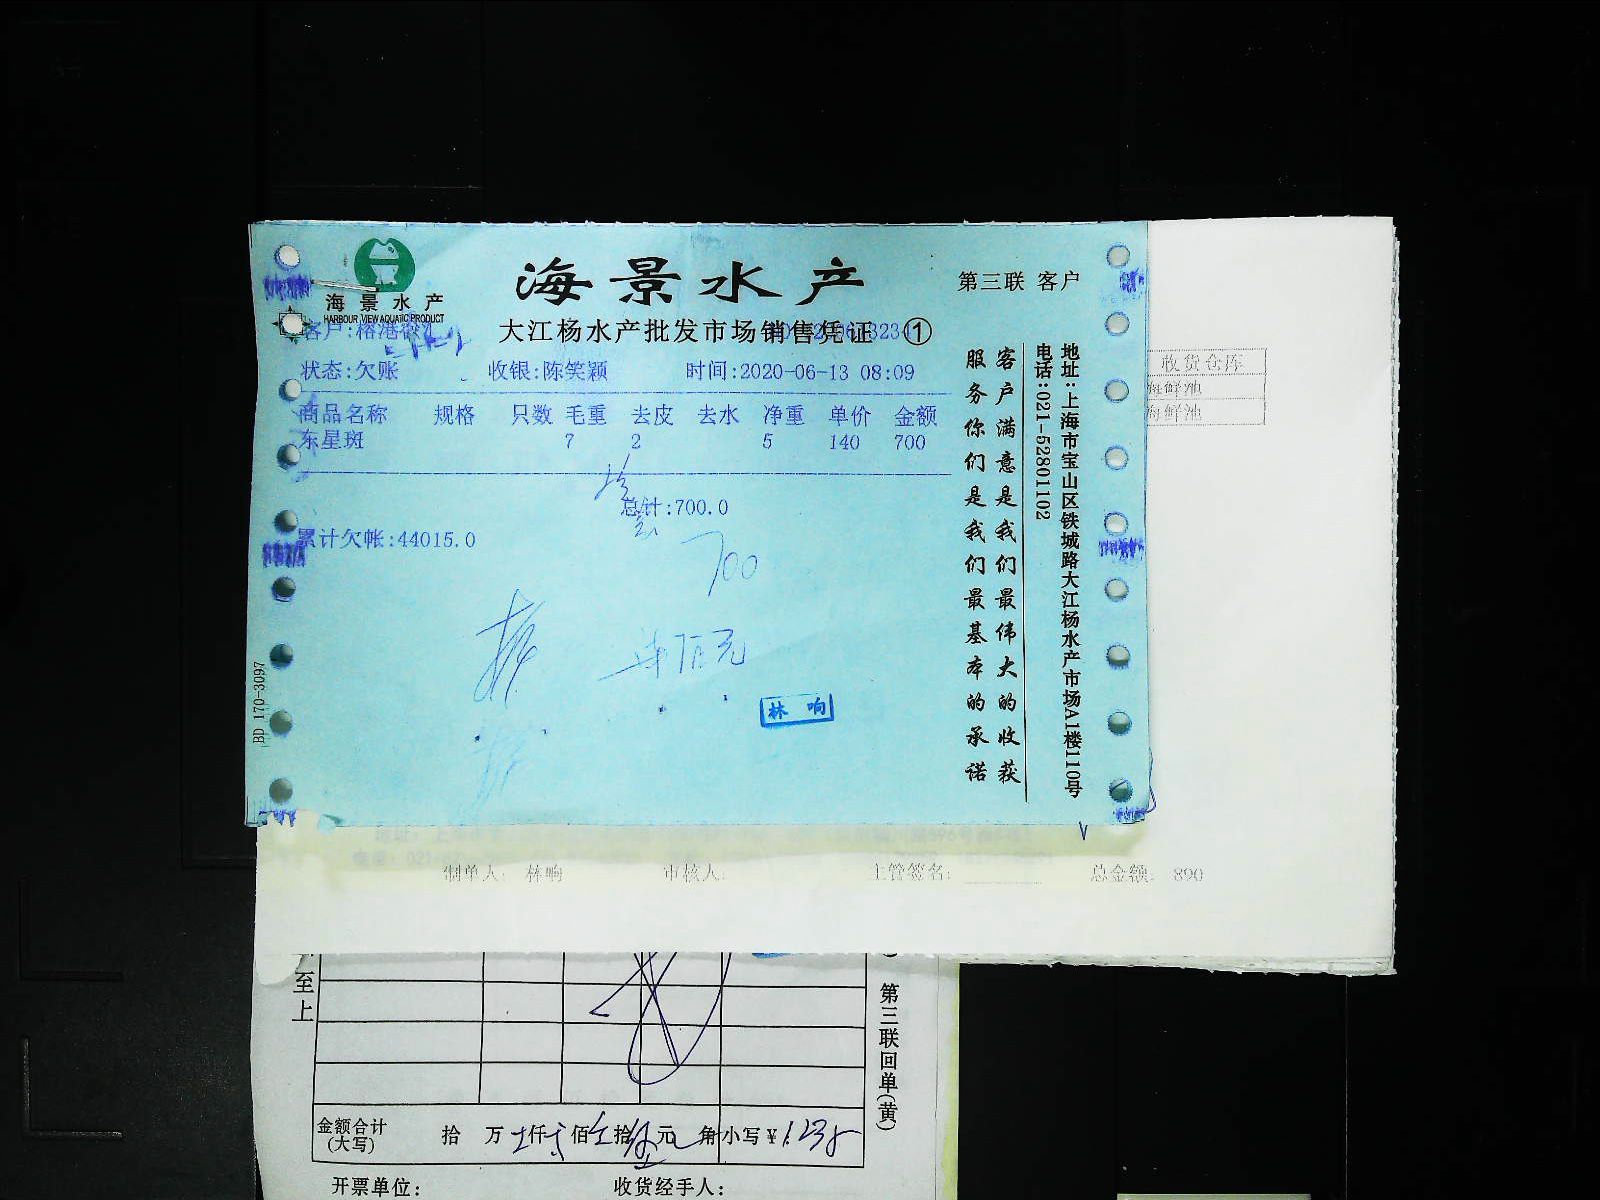 海景水产
HARBOUR VIEW AQUATIC PRODUCT
海景水产
第三联 客户
大江杨水产批发市场销售凭证 ①
客户:榕港
状态:欠账 收银:陈笑颖 时间:2020-06-13 08:09
商品名称 规格 只数 毛重 去皮 去水 净重 单价 金额
东星斑 7 2 5 140 700
总计:700.0
累计欠帐:44015.0
700
柒佰元
林响
客户满意是我们最伟大的收获
服务你们是我们最基本的承诺
地址:上海市宝山区铁城路大江杨水产市场A1楼110号
电话:021-52801102
BD 170-3097
收货仓库
海鲜池
海鲜池
制单人: 林响 审核人: 主管签名: 总金额: 890
至上
第三联回单(黄)
金额合计
(大写)
拾 万 仟 佰 拾 元 角 小写¥
开票单位: 收货经手人: